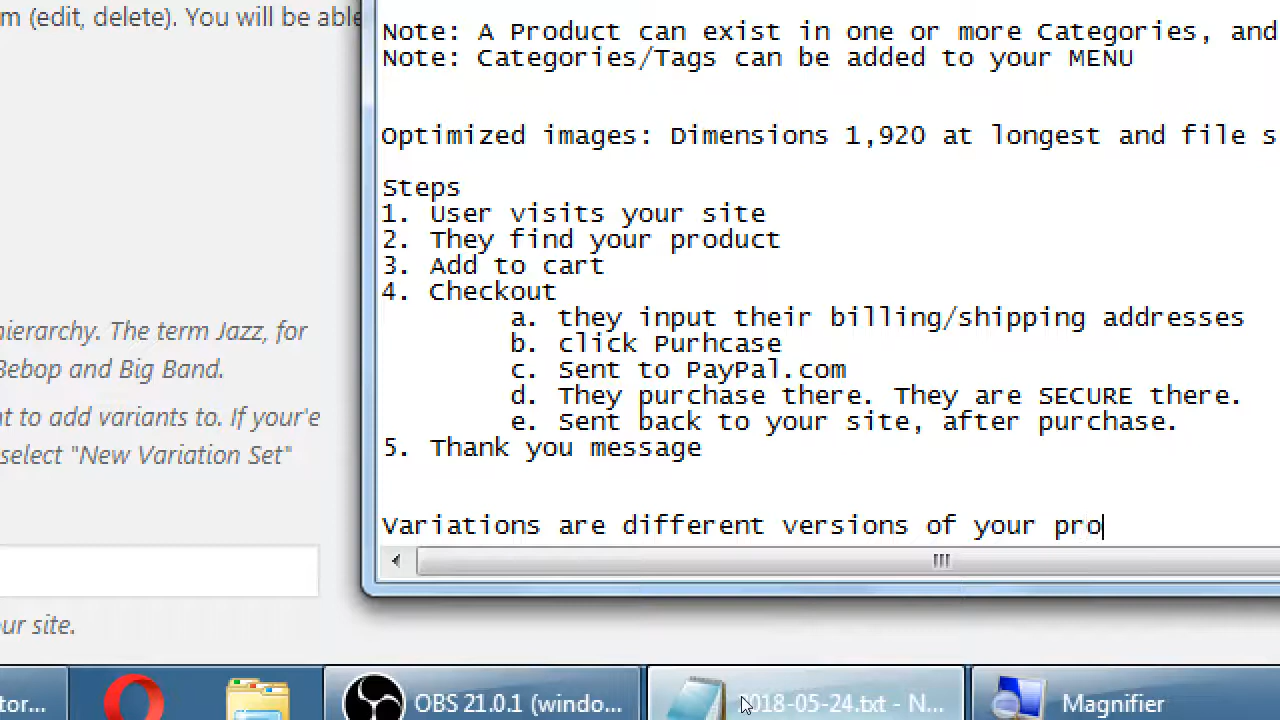 m (edit, delete). You will be able
Note: A Product can exist in one or more Categories, and
Note: Categories/Tags can be added to your MENU
Optimized images: Dimensions 1,920 at longest and file s
Steps
1. User visits your site
2. They find your product
3. Add to cart
4. Checkout
a. they input their billing/shipping addresses
b. click Purhcase
c. Sent to PayPal.com
d. They purchase there. They are SECURE there.
e. Sent back to your site, after purchase.
5. Thank you message
Variations are different versions of your pro
hierarchy. The term Jazz, for
Bebop and Big Band.
nt to add variants to. If your'e
select "New Variation Set"
ur site.
tor...
OBS 21.0.1 (windo...
2018-05-24.txt - N...
Magnifier